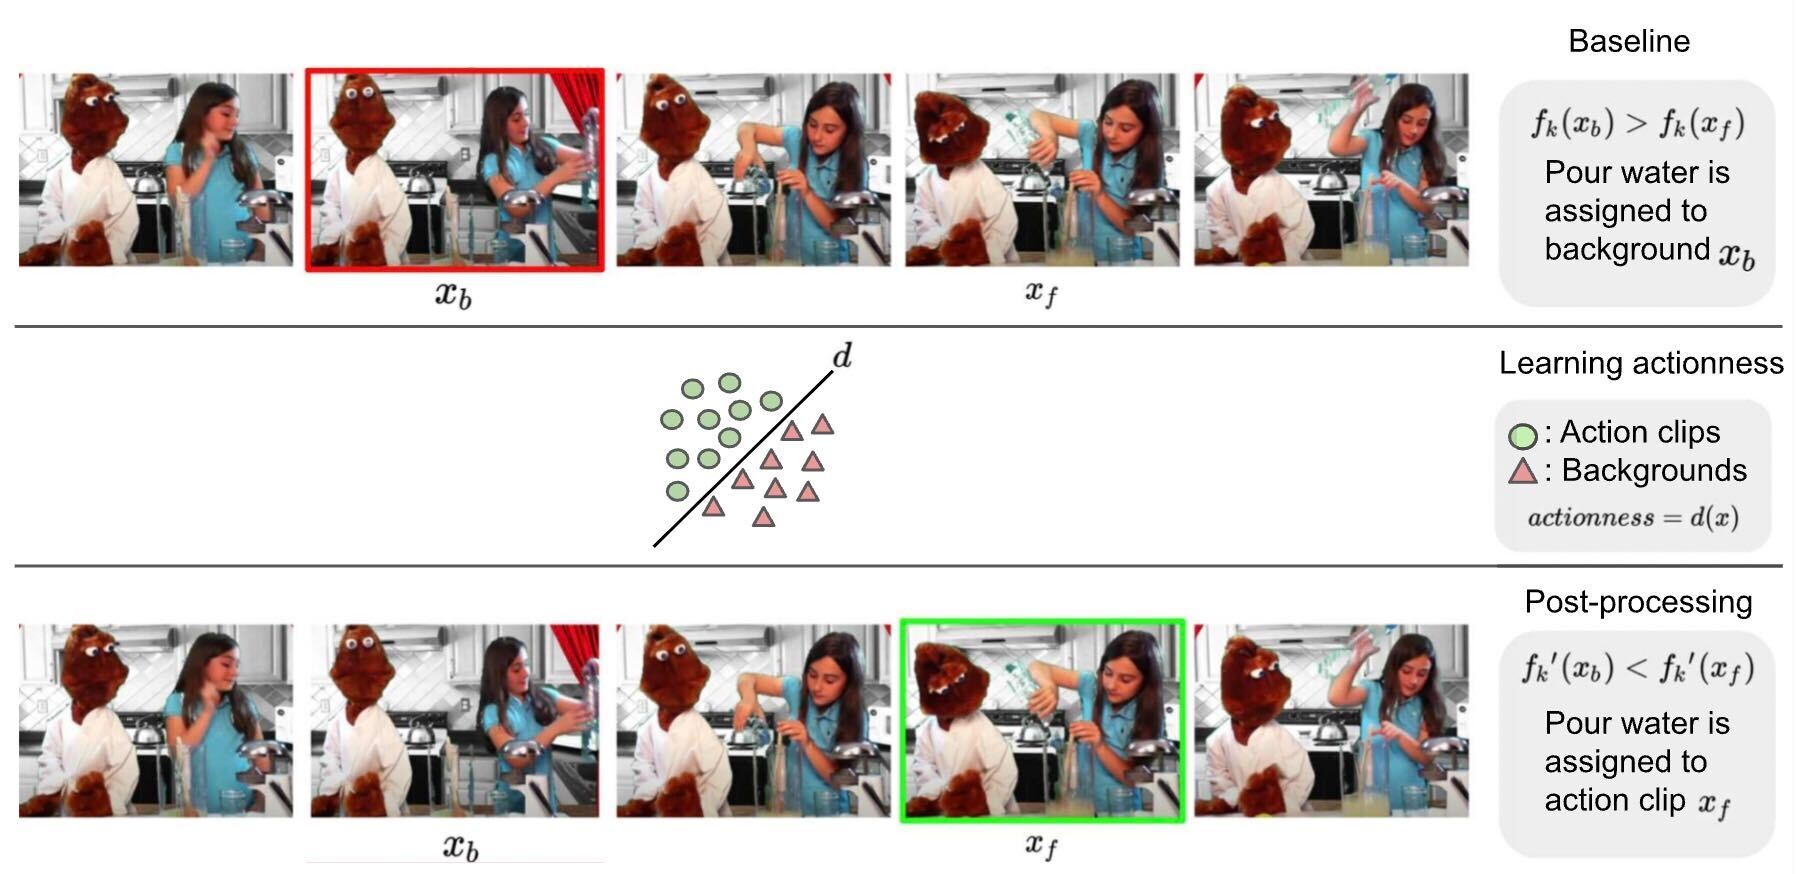 Baseline
f_k(x_b) > f_k(x_f)
Pour water is
assigned to
background x_b
x_b
x_f
d
Learning actionness
: Action clips
: Backgrounds
actionness = d(x)
Post-processing
f_k'(x_b) < f_k'(x_f)
Pour water is
assigned to
action clip x_f
x_b
x_f